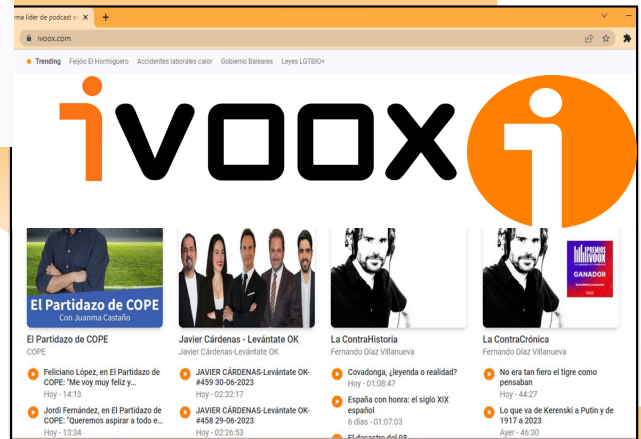 rma líder de podcast en
ivoox.com
Trending Feijóo El Hormiguero Accidentes laborales calor Gobierno Baleares Leyes LGTBIQ+
ivoox
i
El Partidazo de COPE
Con Juanma Castaño
PREMIOS
IVOOX
GANADOR
El Partidazo de COPE
COPE
Feliciano López, en El Partidazo de
COPE: "Me voy muy feliz y...
Hoy - 14:13
Jordi Fernández, en El Partidazo de
COPE: "Queremos aspirar a todo e...
Hoy - 13:34
Javier Cárdenas - Levántate OK
Javier Cárdenas-Levántate OK
JAVIER CÁRDENAS-Levántate OK-
#459 30-06-2023
Hoy - 02:32:17
JAVIER CÁRDENAS-Levántate OK-
#458 29-06-2023
Hoy - 02:26:53
La ContraHistoria
Fernando Díaz Villanueva
Covadonga, ¿leyenda o realidad?
Hoy - 01:08:47
España con honra: el siglo XIX
español
6 días - 01:07:03
El desastre del 98
La ContraCrónica
Fernando Díaz Villanueva
No era tan fiero el tigre como
pensaban
Hoy - 44:27
Lo que va de Kerenski a Putin y de
1917 a 2023
Ayer - 46:30